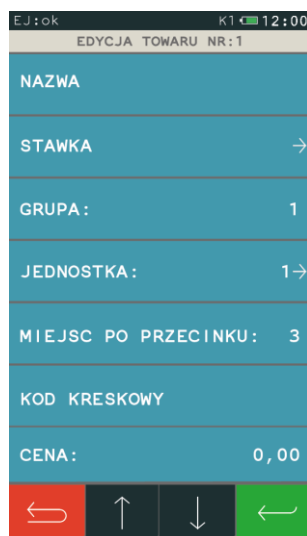 EJ:ok K1 12:00
EDYCJA TOWARU NR:1
NAZWA
STAWKA →
GRUPA: 1
JEDNOSTKA: 1→
MIEJSC PO PRZECINKU: 3
KOD KRESKOWY
CENA: 0,00